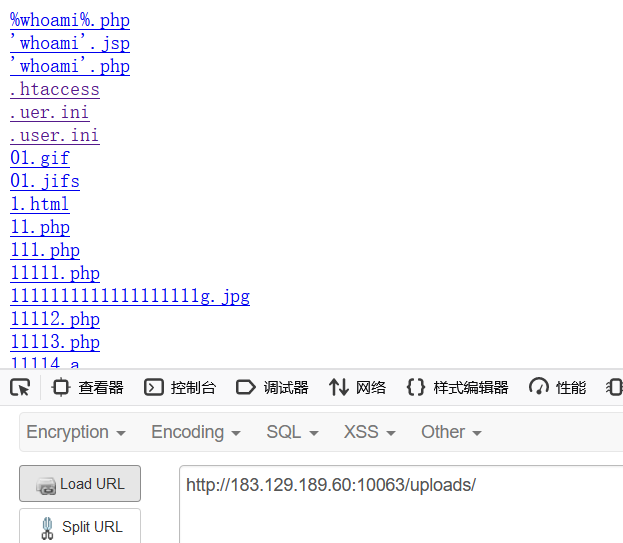 %whoami%.php
'whoami'.jsp
'whoami'.php
.htaccess
.uer.ini
.user.ini
01.gif
01.jifs
1.html
11.php
111.php
11111.php
1111111111111111111g.jpg
11112.php
11113.php
11114.a
查看器 控制台 调试器 网络 样式编辑器 性能
Encryption Encoding SQL XSS Other
Load URL
http://183.129.189.60:10063/uploads/
Split URL